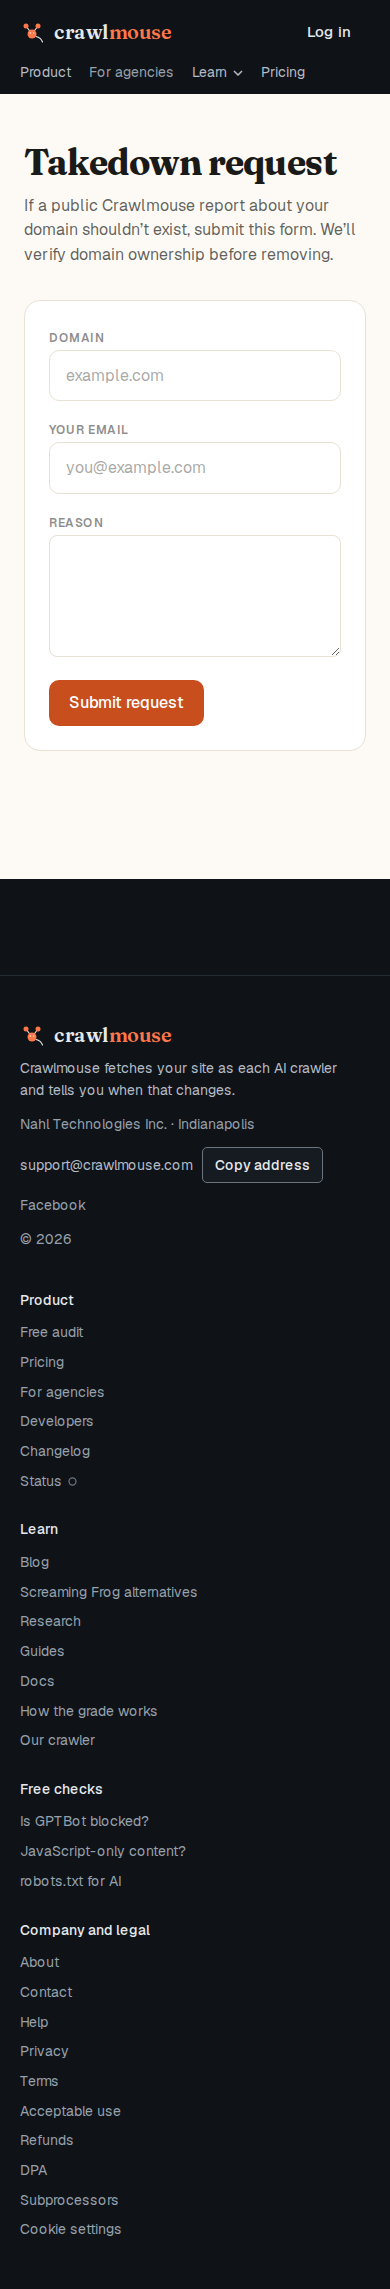 crawlmouse
Log in
Product For agencies Learn Pricing
Takedown request
If a public Crawlmouse report about your
domain shouldn’t exist, submit this form. We’ll
verify domain ownership before removing.
DOMAIN
example.com
YOUR EMAIL
you@example.com
REASON
Submit request
crawlmouse
Crawlmouse fetches your site as each AI crawler
and tells you when that changes.
Nahl Technologies Inc. · Indianapolis
support@crawlmouse.com Copy address
Facebook
© 2026
Product
Free audit
Pricing
For agencies
Developers
Changelog
Status
Learn
Blog
Screaming Frog alternatives
Research
Guides
Docs
How the grade works
Our crawler
Free checks
Is GPTBot blocked?
JavaScript-only content?
robots.txt for AI
Company and legal
About
Contact
Help
Privacy
Terms
Acceptable use
Refunds
DPA
Subprocessors
Cookie settings